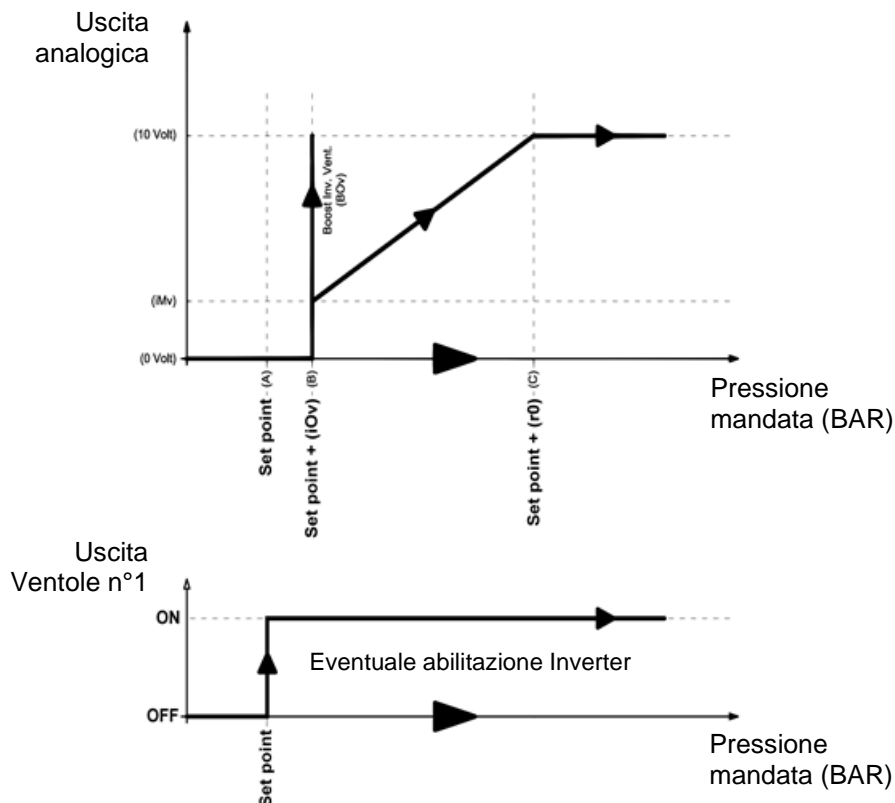 Uscita
analogica
(10 Volt)
Boost Inv. Vent.
(BOv)
(iMv)
(0 Volt)
Set point - (A)
Set point + (iOv) - (B)
Set point + (r0) - (C)
Pressione
mandata (BAR)
Uscita
Ventole n°1
ON
Eventuale abilitazione Inverter
OFF
Set point
Pressione
mandata (BAR)